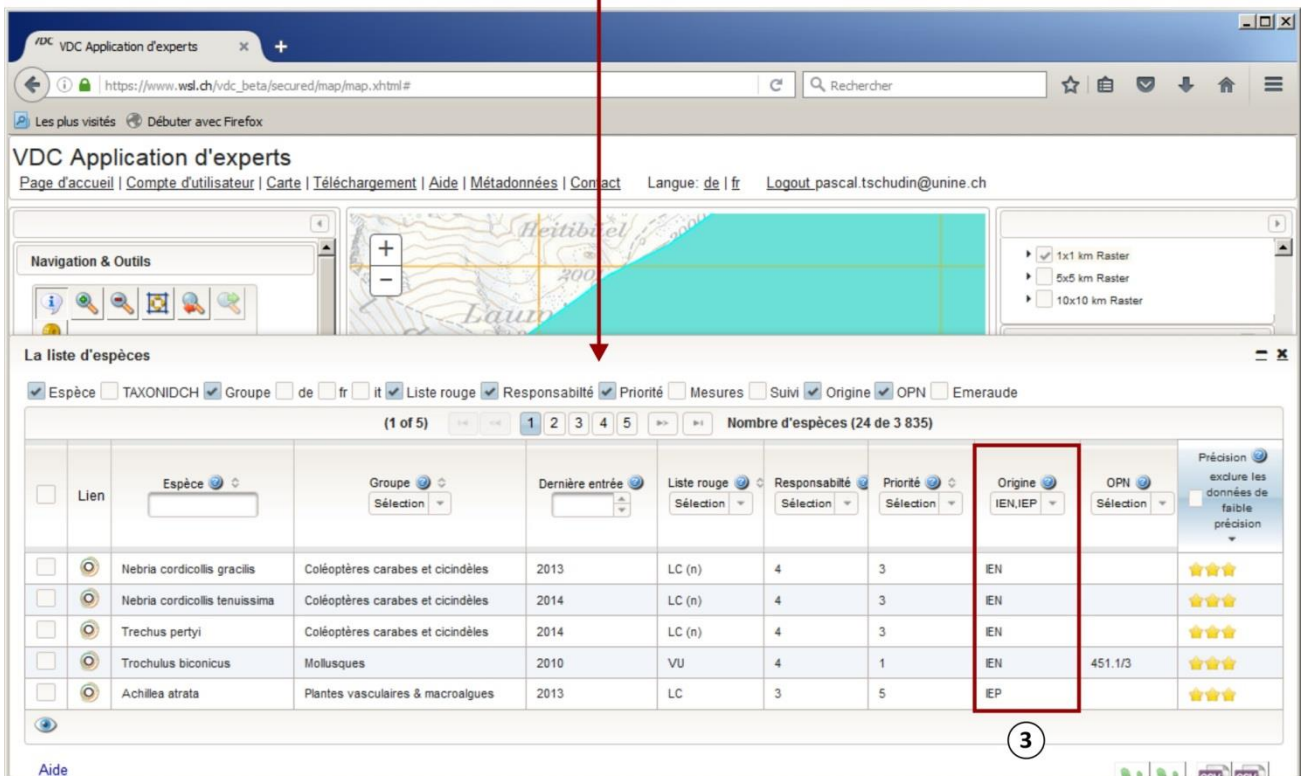 VDC VDC Application d'experts
https://www.wsl.ch/vdc_beta/secured/map/map.xhtml#
Rechercher
Les plus visités Débuter avec Firefox
VDC Application d'experts
Page d'accueil | Compte d'utilisateur | Carte | Téléchargement | Aide | Métadonnées | Contact Langue: de | fr Logout pascal.tschudin@unine.ch
Heitibüel
2000
200
Navigation & Outils
1x1 km Raster
5x5 km Raster
10x10 km Raster
La liste d'espèces
Espèce TAXONIDCH Groupe de fr it Liste rouge Responsabilté Priorité Mesures Suivi Origine OPN Emeraude
(1 of 5) 1 2 3 4 5 Nombre d'espèces (24 de 3 835)
Lien Espèce Groupe Dernière entrée Liste rouge Responsabilté Priorité Origine OPN Précision
exclure les données de faible précision
Sélection Sélection Sélection Sélection IEN,IEP Sélection
Nebria cordicollis gracilis Coléoptères carabes et cicindèles 2013 LC (n) 4 3 IEN
Nebria cordicollis tenuissima Coléoptères carabes et cicindèles 2014 LC (n) 4 3 IEN
Trechus pertyi Coléoptères carabes et cicindèles 2014 LC (n) 4 3 IEN
Trochulus biconicus Mollusques 2010 VU 4 1 IEN 451.1/3
Achillea atrata Plantes vasculaires & macroalgues 2013 LC 3 5 IEP
3
Aide